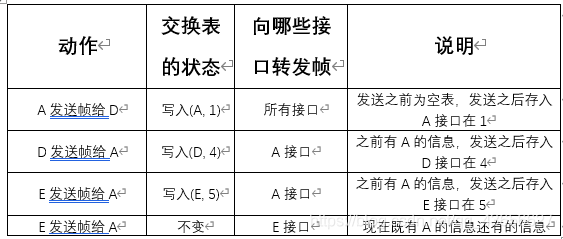 动作
交换表
的状态
向哪些接
口转发帧
说明
A 发送帧给 D
写入(A, 1)
所有接口
发送之前为空表，发送之后存入
A 接口在 1
D 发送帧给 A
写入(D, 4)
A 接口
之前有 A 的信息，发送之后存入
D 接口在 4
E 发送帧给 A
写入(E, 5)
A 接口
之前有 A 的信息，发送之后存入
E 接口在 5
E 发送帧给 A
不变
E 接口
现在既有 A 的信息还有的信息